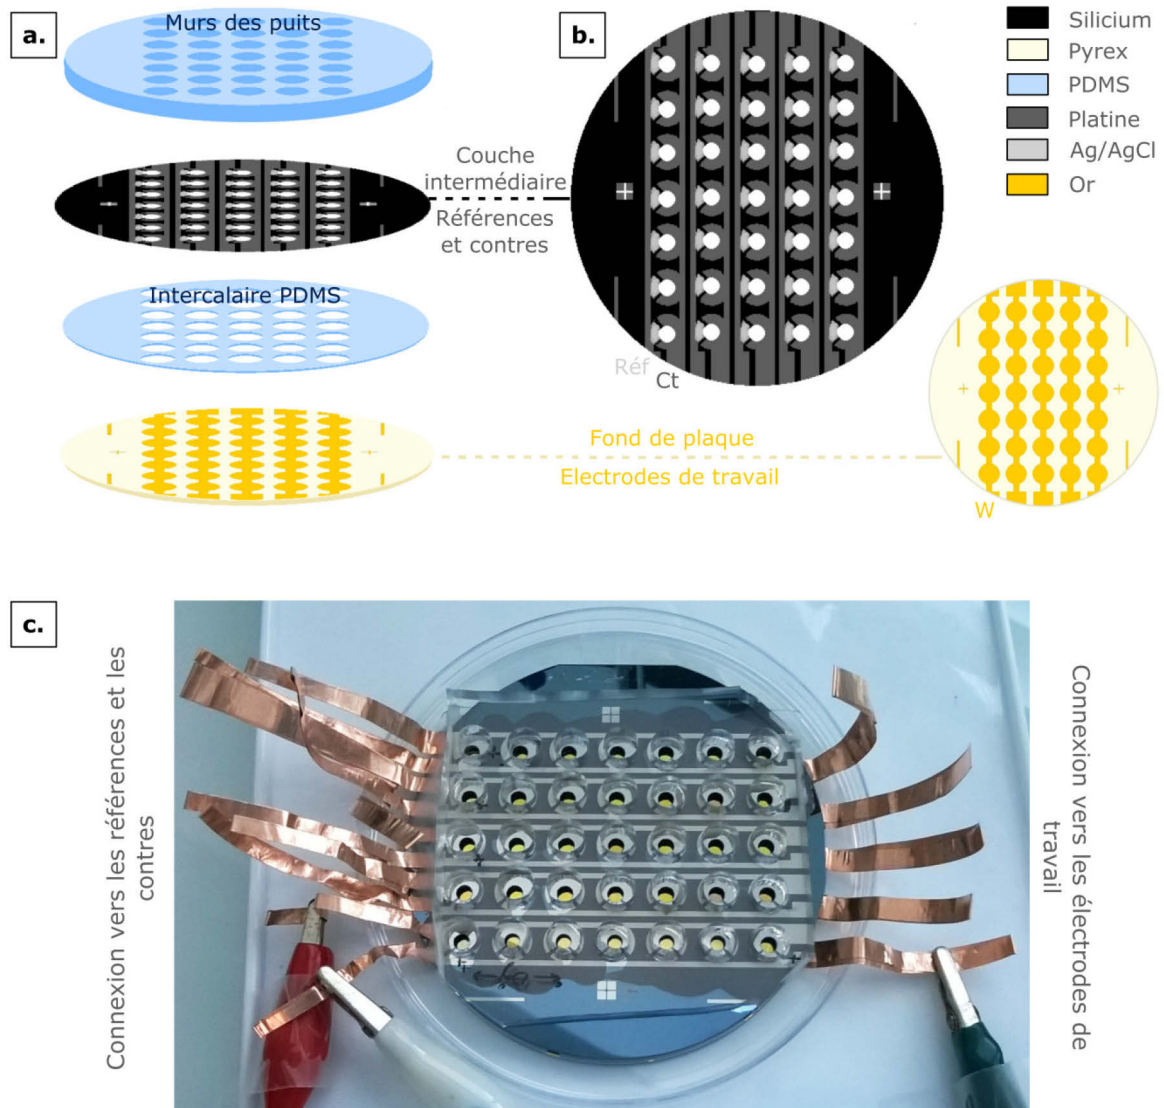 a.
Murs des puits
Couche
intermédiaire
Références
et contres
Intercalaire PDMS
b.
Réf
Ct
Silicium
Pyrex
PDMS
Platine
Ag/AgCl
Or
Fond de plaque
Electrodes de travail
W
c.
Connexion vers les références et les
contres
Connexion vers les électrodes de
travail